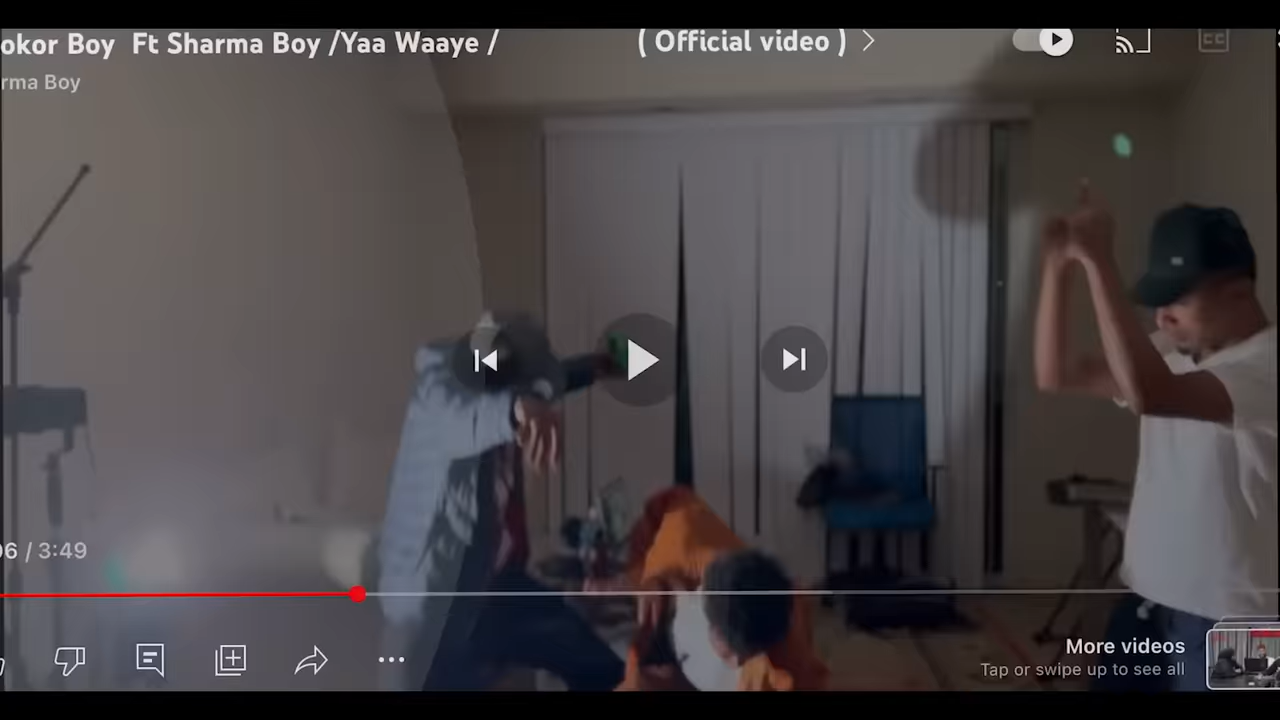 okor Boy Ft Sharma Boy /Yaa Waaye / ( Official video )
rma Boy
CC
06 / 3:49
More videos
Tap or swipe up to see all